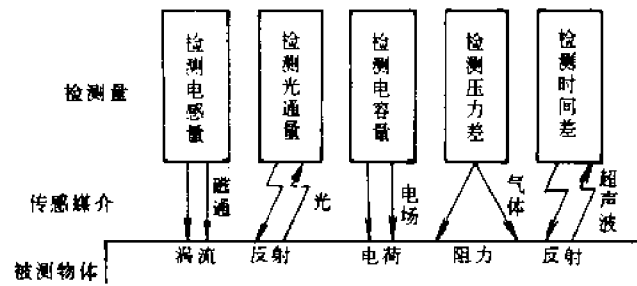 检测量
检测电感量
检测光通量
检测电容量
检测压力差
检测时间差
传感媒介
磁通
光
电场
气体
超声波
被测物体
涡流
反射
电荷
阻力
反射